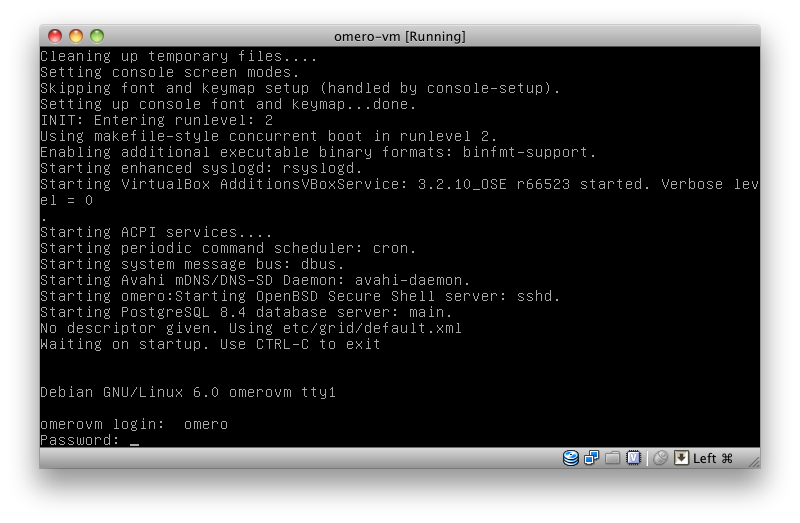 omero-vm [Running]
Cleaning up temporary files....
Setting console screen modes.
Skipping font and keymap setup (handled by console-setup).
Setting up console font and keymap...done.
INIT: Entering runlevel: 2
Using makefile-style concurrent boot in runlevel 2.
Enabling additional executable binary formats: binfmt-support.
Starting enhanced syslogd: rsyslogd.
Starting VirtualBox AdditionsVBoxService: 3.2.10_OSE r66523 started. Verbose lev
el = 0
.
Starting ACPI services....
Starting periodic command scheduler: cron.
Starting system message bus: dbus.
Starting Avahi mDNS/DNS-SD Daemon: avahi-daemon.
Starting omero:Starting OpenBSD Secure Shell server: sshd.
Starting PostgreSQL 8.4 database server: main.
No descriptor given. Using etc/grid/default.xml
Waiting on startup. Use CTRL-C to exit
Debian GNU/Linux 6.0 omerovm tty1
omerovm login:  omero
Password: _
Left ⌘